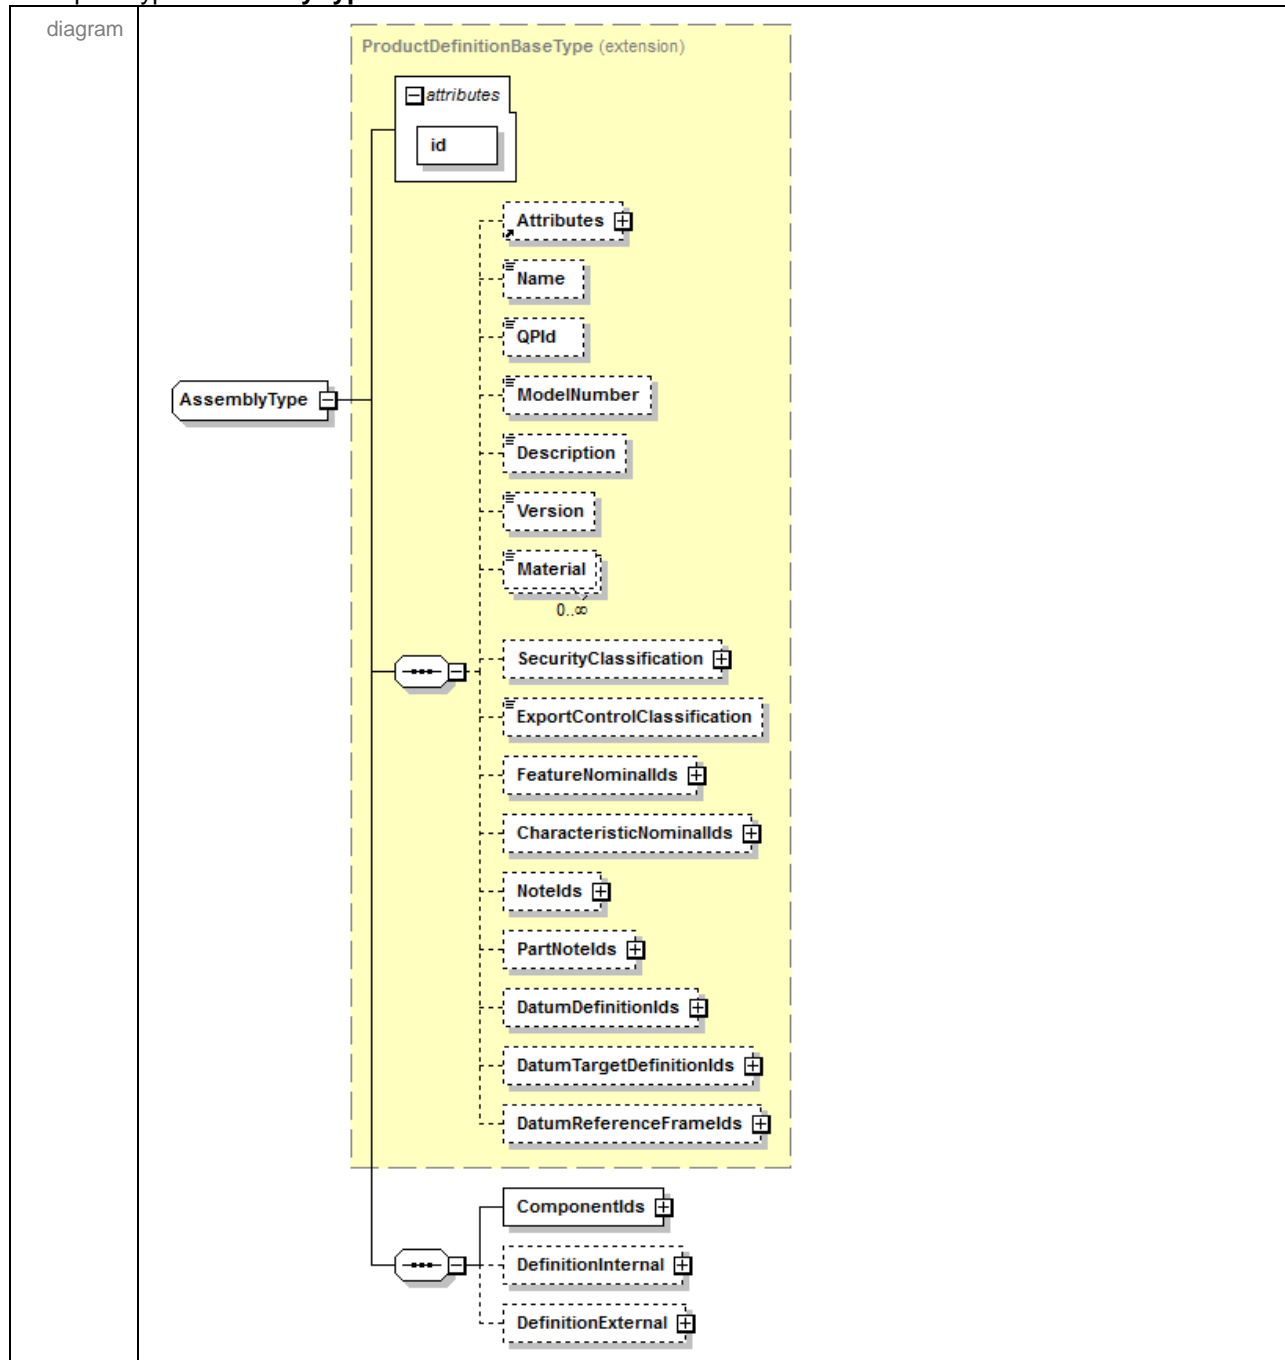 diagram
ProductDefinitionBaseType (extension)
attributes
id
Attributes
Name
QPId
ModelNumber
Description
AssemblyType
Version
Material
0..∞
SecurityClassification
ExportControlClassification
FeatureNominalIds
CharacteristicNominalIds
NoteIds
PartNoteIds
DatumDefinitionIds
DatumTargetDefinitionIds
DatumReferenceFrameIds
ComponentIds
DefinitionInternal
DefinitionExternal